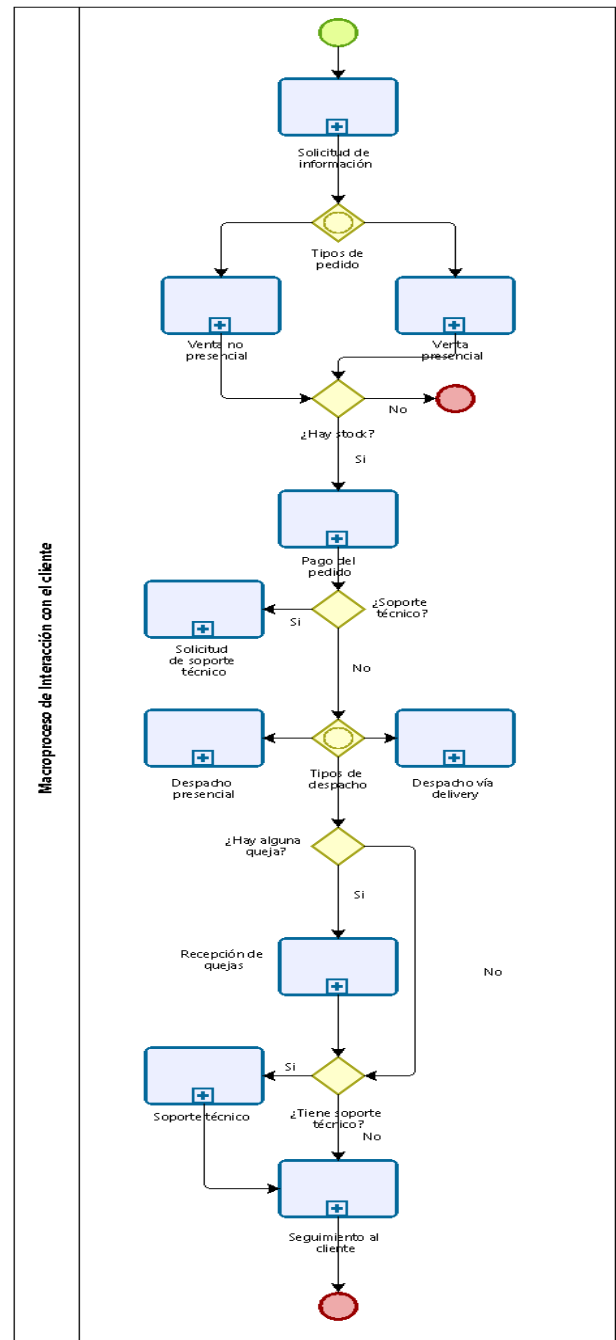 Macroproceso de Interacción con el cliente
Solicitud de
información
Tipos de
pedido
Venta no
presencial
Venta
presencial
No
¿Hay stock?
Si
Pago del
pedido
¿Soporte
técnico?
Si
Solicitud
de soporte
técnico
No
Despacho
presencial
Tipos de
despacho
Despacho vía
delivery
¿Hay alguna
queja?
Si
Recepción de
quejas
No
Si
Soporte técnico
¿Tiene soporte
técnico?
No
Seguimiento al
cliente